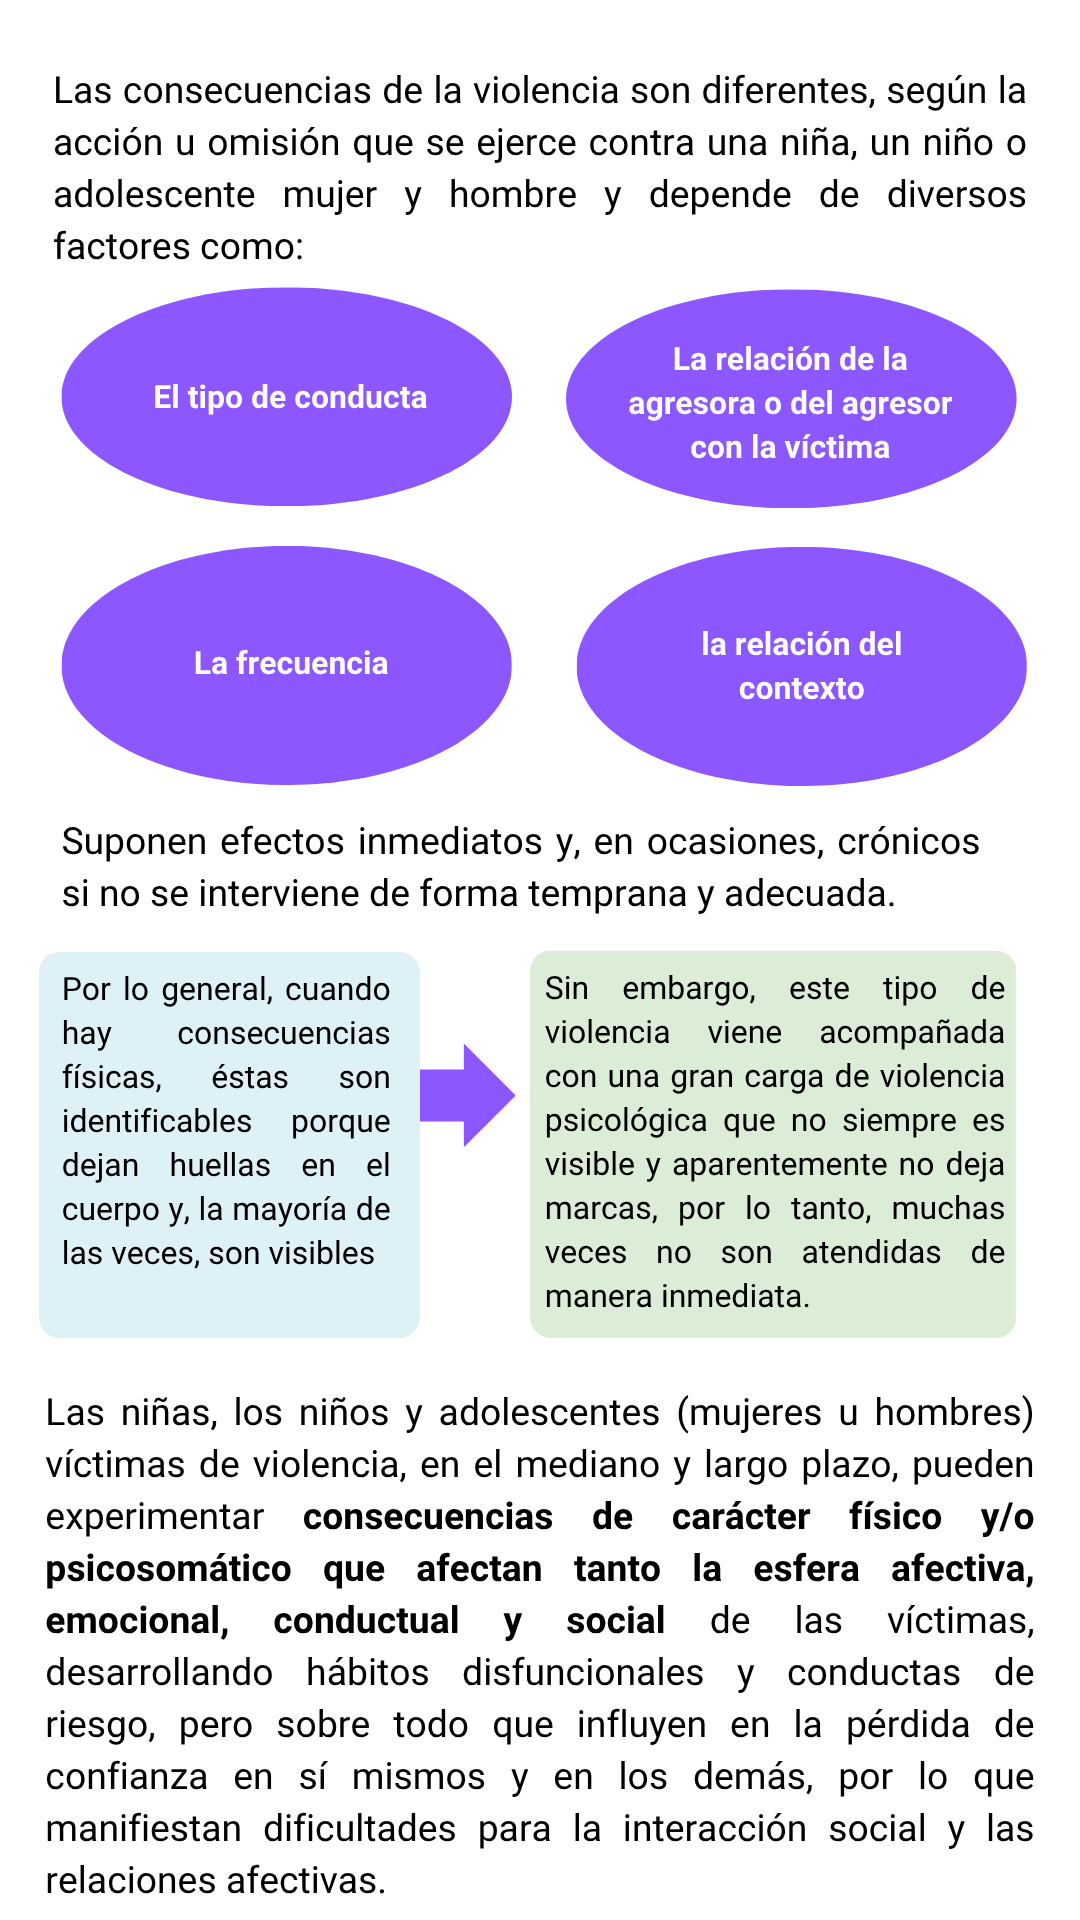 Las consecuencias de la violencia son diferentes, según la
acción u omisión que se ejerce contra una niña, un niño o
adolescente mujer y hombre y depende de diversos
factores como:
El tipo de conducta
La relación de la
agresora o del agresor
con la víctima
La frecuencia
la relación del
contexto
Suponen efectos inmediatos y, en ocasiones, crónicos
si no se interviene de forma temprana y adecuada.
Por lo general, cuando
hay consecuencias
físicas, éstas son
identificables porque
dejan huellas en el
cuerpo y, la mayoría de
las veces, son visibles
Sin embargo, este tipo de
violencia viene acompañada
con una gran carga de violencia
psicológica que no siempre es
visible y aparentemente no deja
marcas, por lo tanto, muchas
veces no son atendidas de
manera inmediata.
Las niñas, los niños y adolescentes (mujeres u hombres)
víctimas de violencia, en el mediano y largo plazo, pueden
experimentar consecuencias de carácter físico y/o
psicosomático que afectan tanto la esfera afectiva,
emocional, conductual y social de las víctimas,
desarrollando hábitos disfuncionales y conductas de
riesgo, pero sobre todo que influyen en la pérdida de
confianza en sí mismos y en los demás, por lo que
manifiestan dificultades para la interacción social y las
relaciones afectivas.